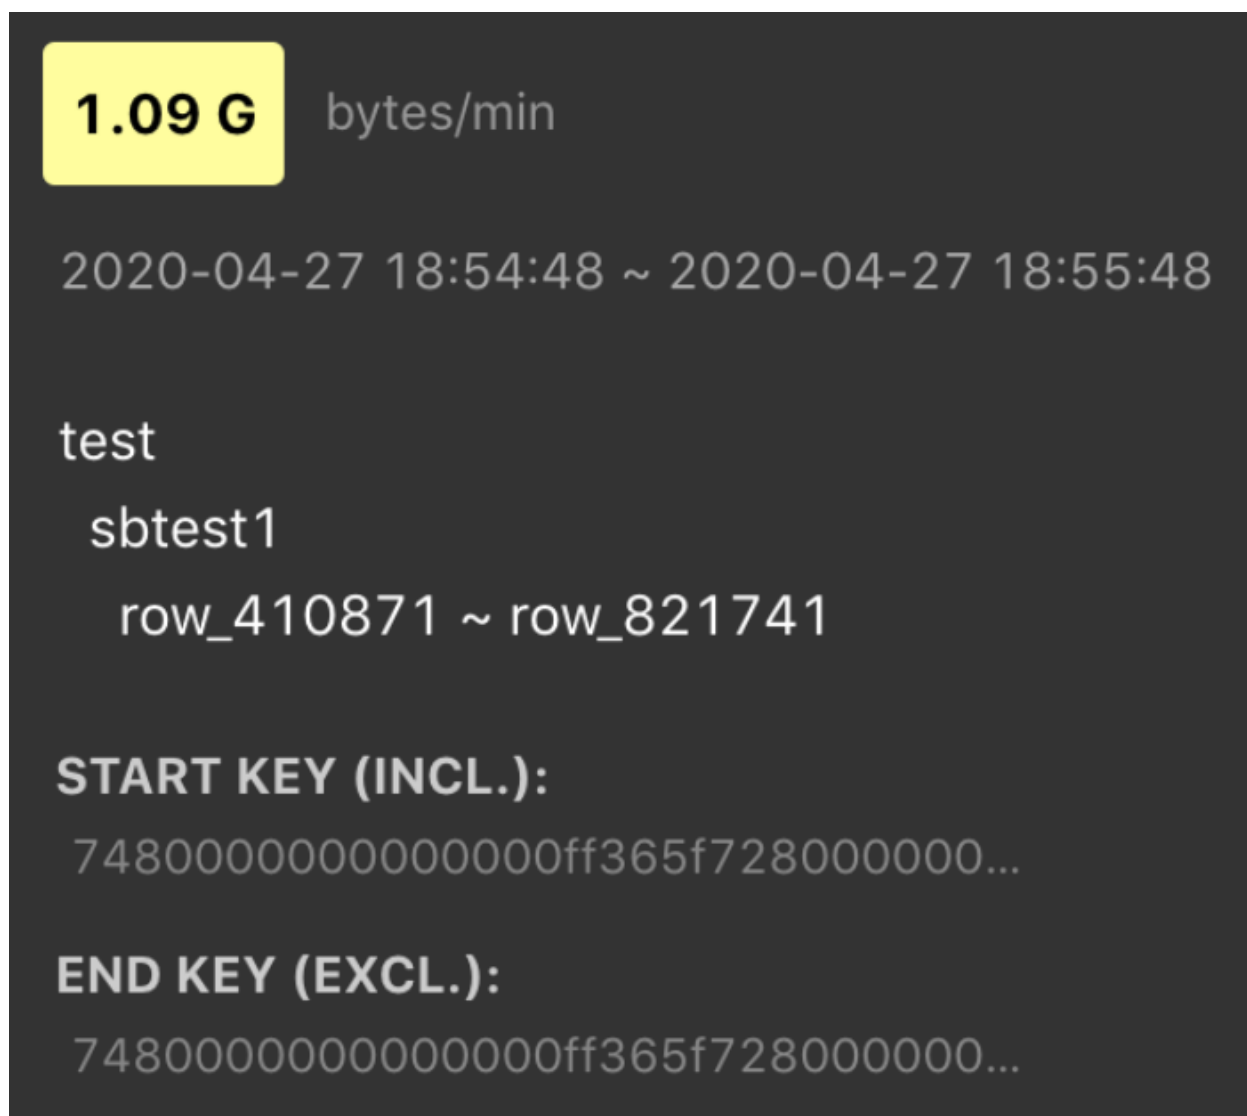 1.09 G bytes/min
2020-04-27 18:54:48 ~ 2020-04-27 18:55:48
test
sbtest1
row_410871 ~ row_821741
START KEY (INCL.):
7480000000000000ff365f728000000...
END KEY (EXCL.):
7480000000000000ff365f728000000...